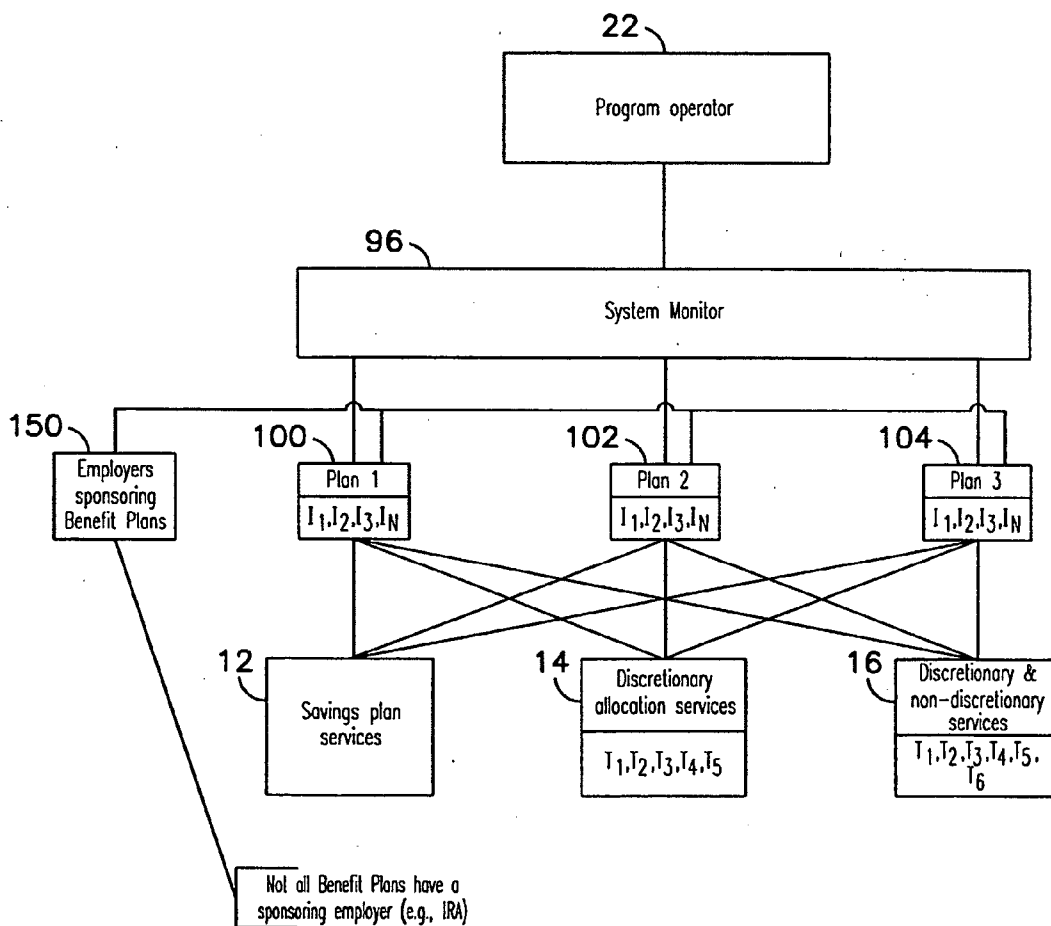 22
Program operator
96
System Monitor
150
Employers
sponsoring
Benefit Plans
100
Plan 1
I1,I2,I3,IN
102
Plan 2
I1,I2,I3,IN
104
Plan 3
I1,I2,I3,IN
12
Savings plan
services
14
Discretionary
allocation services
T1,T2,T3,T4,T5
16
Discretionary &
non-discretionary
services
T1,T2,T3,T4,T5,
T6
Not all Benefit Plans have a
sponsoring employer (e.g., IRA)